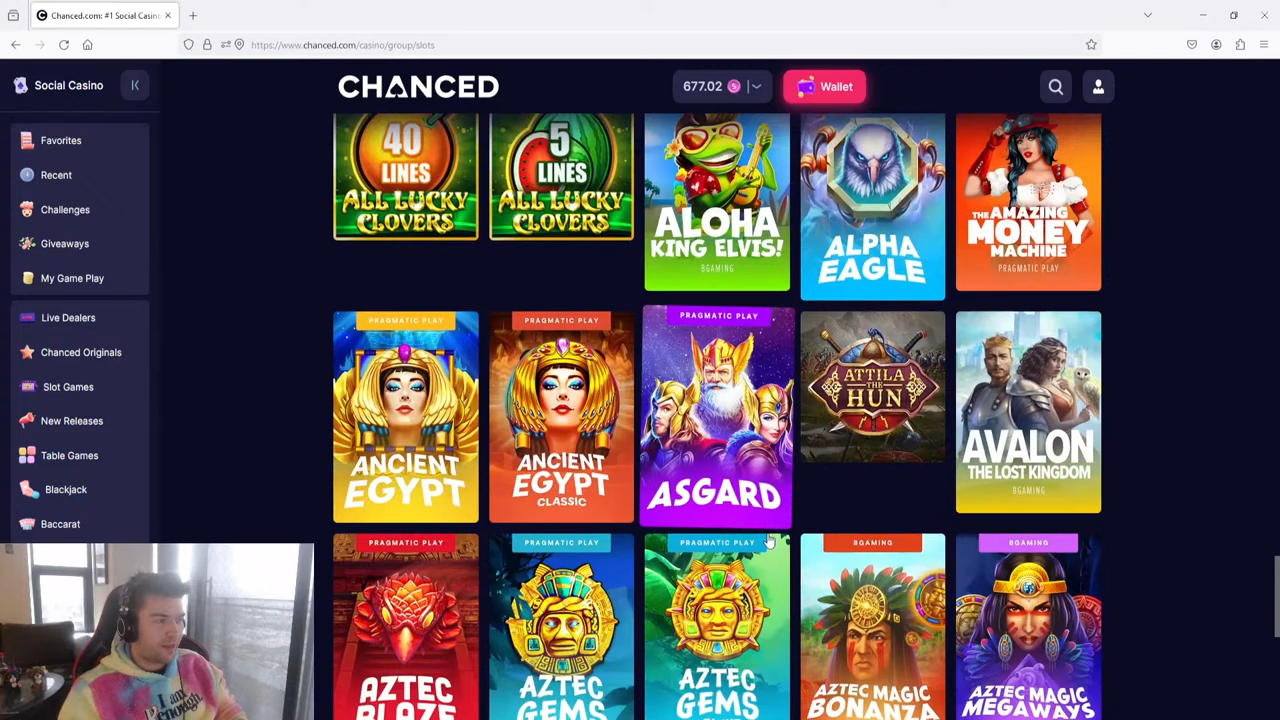 Chanced.com: #1 Social Casin
https://www.chanced.com/casino/group/slots
Social Casino
CHANCED
677.02
Wallet
Favorites
Recent
Challenges
Giveaways
My Game Play
Live Dealers
Chanced Originals
Slot Games
New Releases
Table Games
Blackjack
Baccarat
40
LINES
ALL LUCKY
CLOVERS
5
LINES
ALL LUCKY
CLOVERS
ALOHA
KING ELVIS!
BGAMING
ALPHA
EAGLE
THE AMAZING
MONEY
MACHINE
PRAGMATIC PLAY
PRAGMATIC PLAY
ANCIENT
EGYPT
PRAGMATIC PLAY
ANCIENT
EGYPT
CLASSIC
PRAGMATIC PLAY
ASGARD
ATTILA
THE
HUN
AVALON
THE LOST KINGDOM
BGAMING
PRAGMATIC PLAY
AZTEC
BLAZE
PRAGMATIC PLAY
AZTEC
GEMS
PRAGMATIC PLAY
AZTEC
GEMS
BGAMING
AZTEC MAGIC
BONANZA
BGAMING
AZTEC MAGIC
MEGAWAYS
I am
enough.